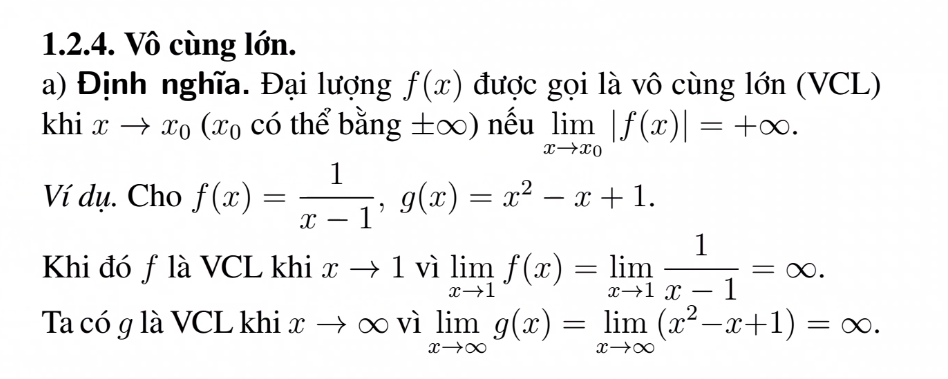 1.2.4. Vô cùng lớn.
a) Định nghĩa. Đại lượng f(x) được gọi là vô cùng lớn (VCL)
khi x → x₀ (x₀ có thể bằng ±∞) nếu lim_{x→x₀} |f(x)| = +∞.
Ví dụ. Cho f(x) = 1/(x − 1), g(x) = x² − x + 1.
Khi đó f là VCL khi x → 1 vì lim_{x→1} f(x) = lim_{x→1} 1/(x − 1) = ∞.
Ta có g là VCL khi x → ∞ vì lim_{x→∞} g(x) = lim_{x→∞} (x²−x+1) = ∞.